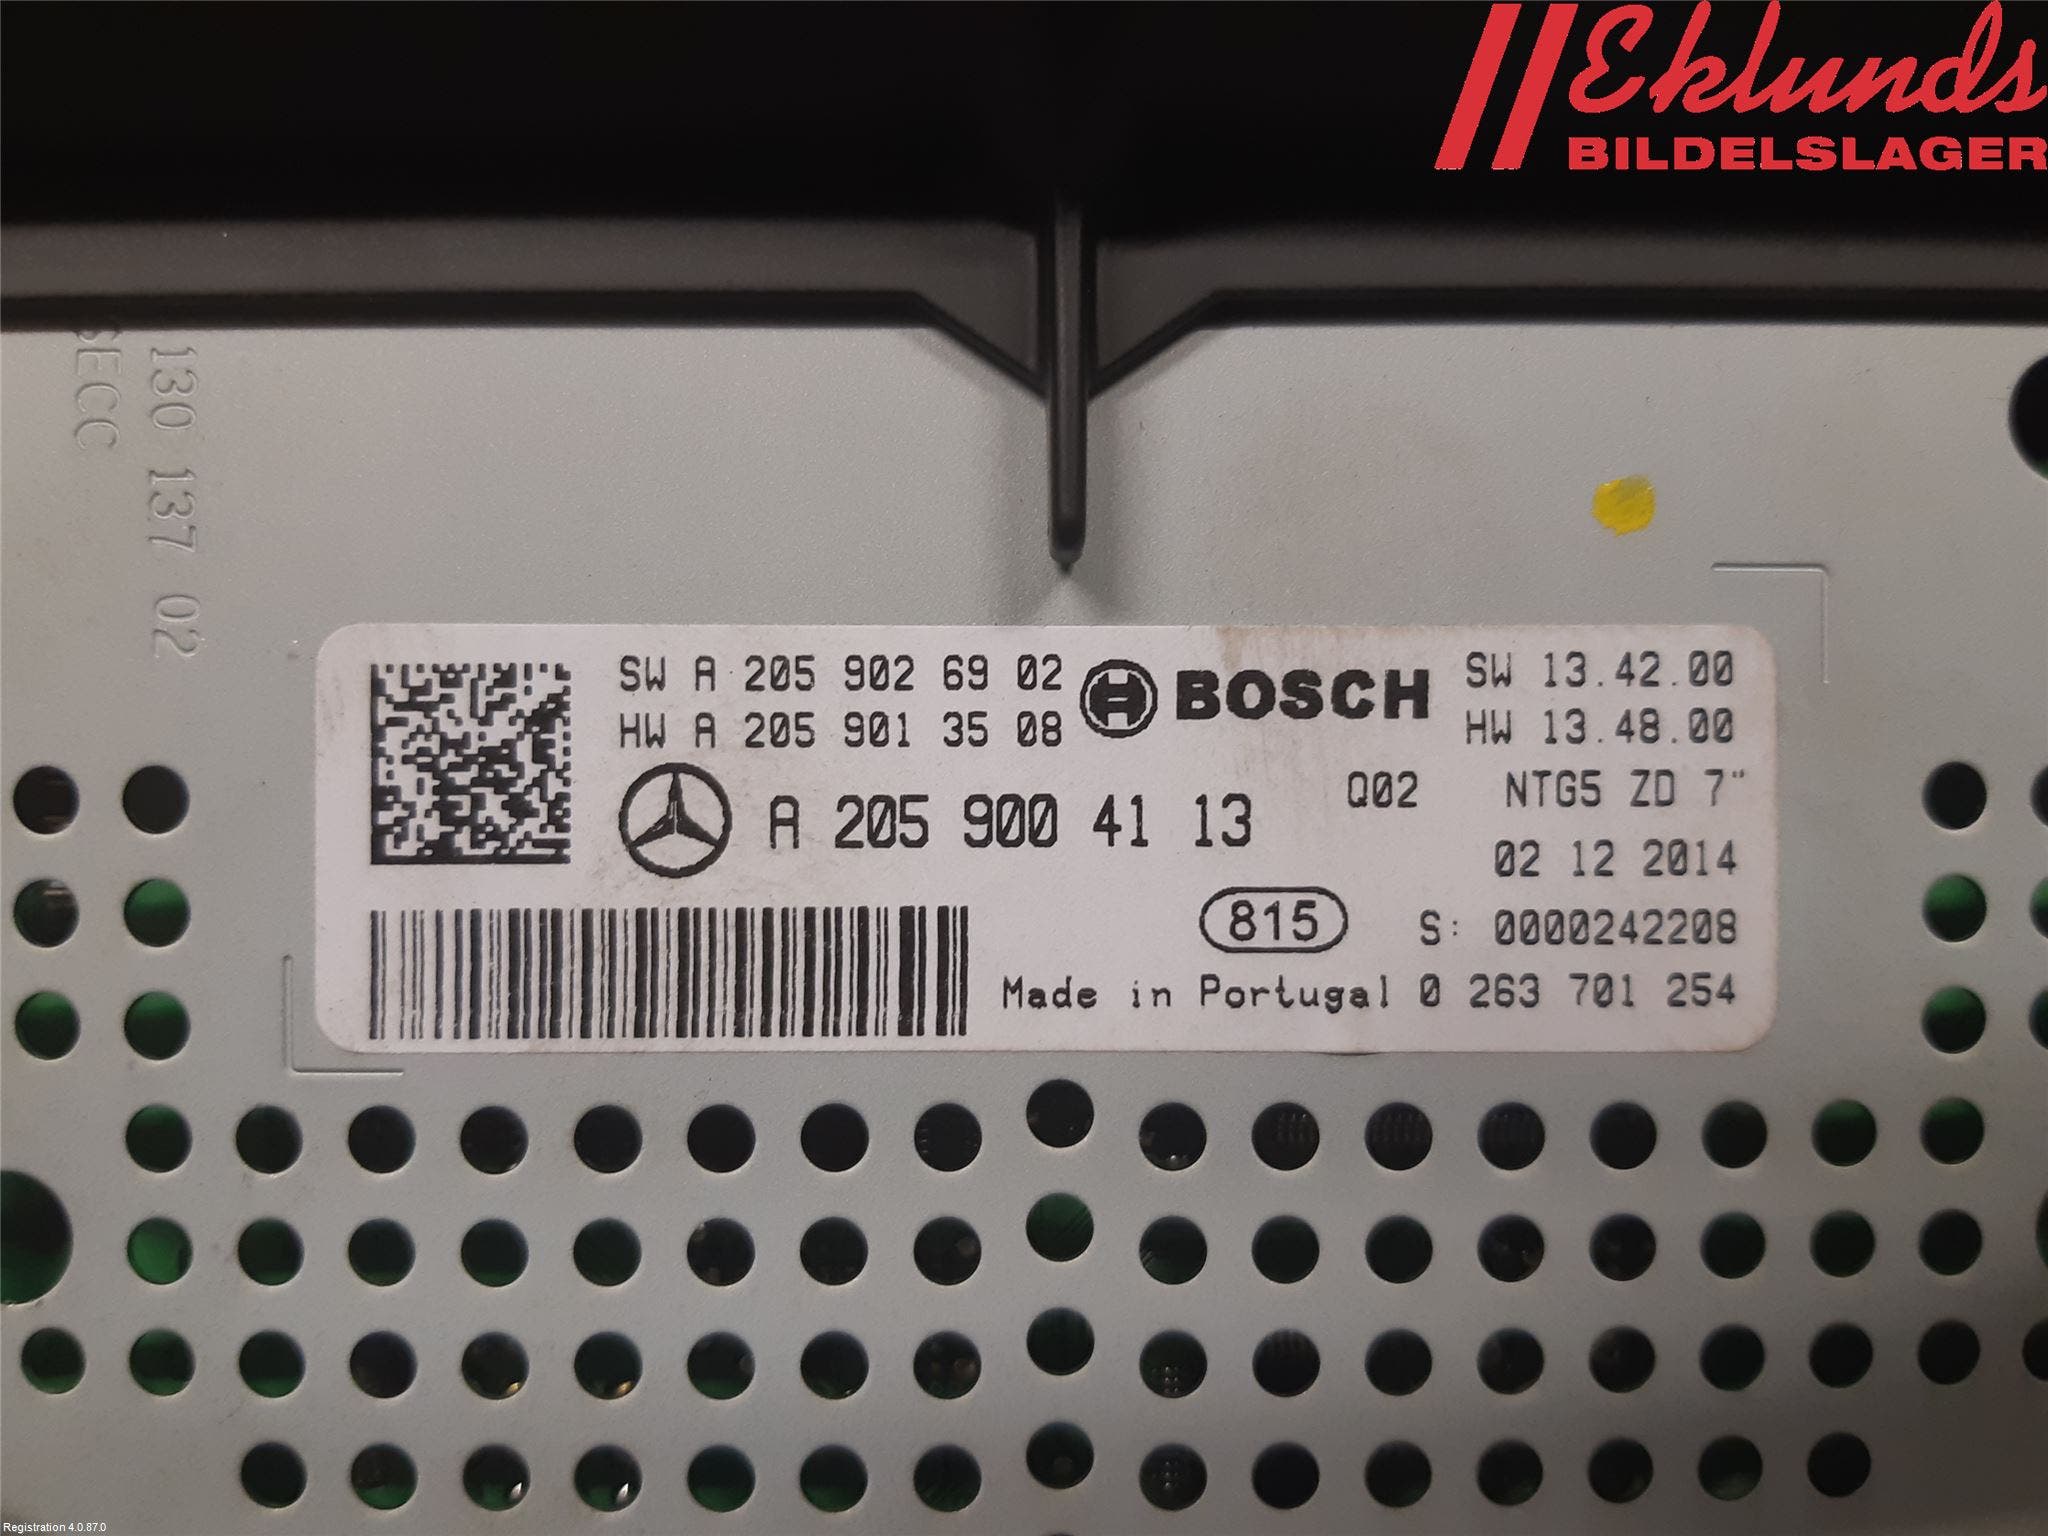 Eklunds
BILDELSLAGER
SECC
130 137 02
SW A 205 902 69 02
HW A 205 901 35 08
BOSCH
SW 13.42.00
HW 13.48.00
A 205 900 41 13
Q02 NTG5 ZD 7"
02 12 2014
815
S: 0000242208
Made in Portugal 0 263 701 254
Registration 4.0.87.0